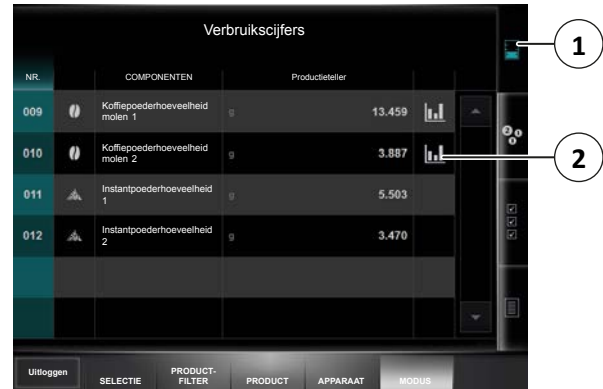 Verbruikscijfers
1
NR. COMPONENTEN Productieteller
009 Koffiepoederhoeveelheid molen 1 g 13.459
010 Koffiepoederhoeveelheid molen 2 g 3.887
2
011 Instantpoederhoeveelheid 1 g 5.503
012 Instantpoederhoeveelheid 2 g 3.470
Uitloggen SELECTIE PRODUCT-FILTER PRODUCT APPARAAT MODUS